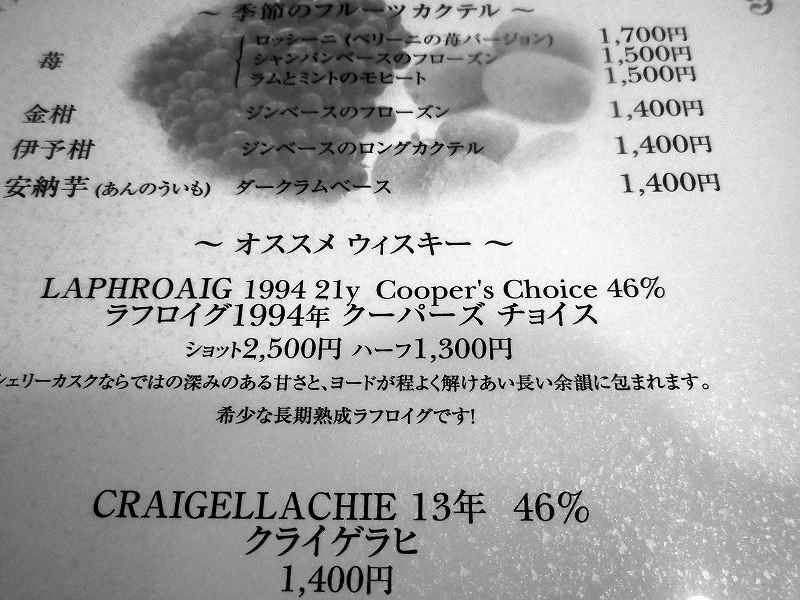 ～ 季節のフルーツカクテル ～
苺
ロッシーニ (ベリーニの苺バージョン) 1,700円
シャンパンベースのフローズン 1,500円
ラムとミントのモヒート 1,500円
金柑 ジンベースのフローズン 1,400円
伊予柑 ジンベースのロングカクテル 1,400円
安納芋 (あんのういも) ダークラムベース 1,400円
～ オススメ ウィスキー ～
LAPHROAIG 1994 21y Cooper's Choice 46%
ラフロイグ1994年 クーパーズ チョイス
ショット2,500円 ハーフ1,300円
シェリーカスクならではの深みのある甘さと、ヨードが程よく解けあい長い余韻に包まれます。
希少な長期熟成ラフロイグです!
CRAIGELLACHIE 13年 46%
クライゲラヒ
1,400円